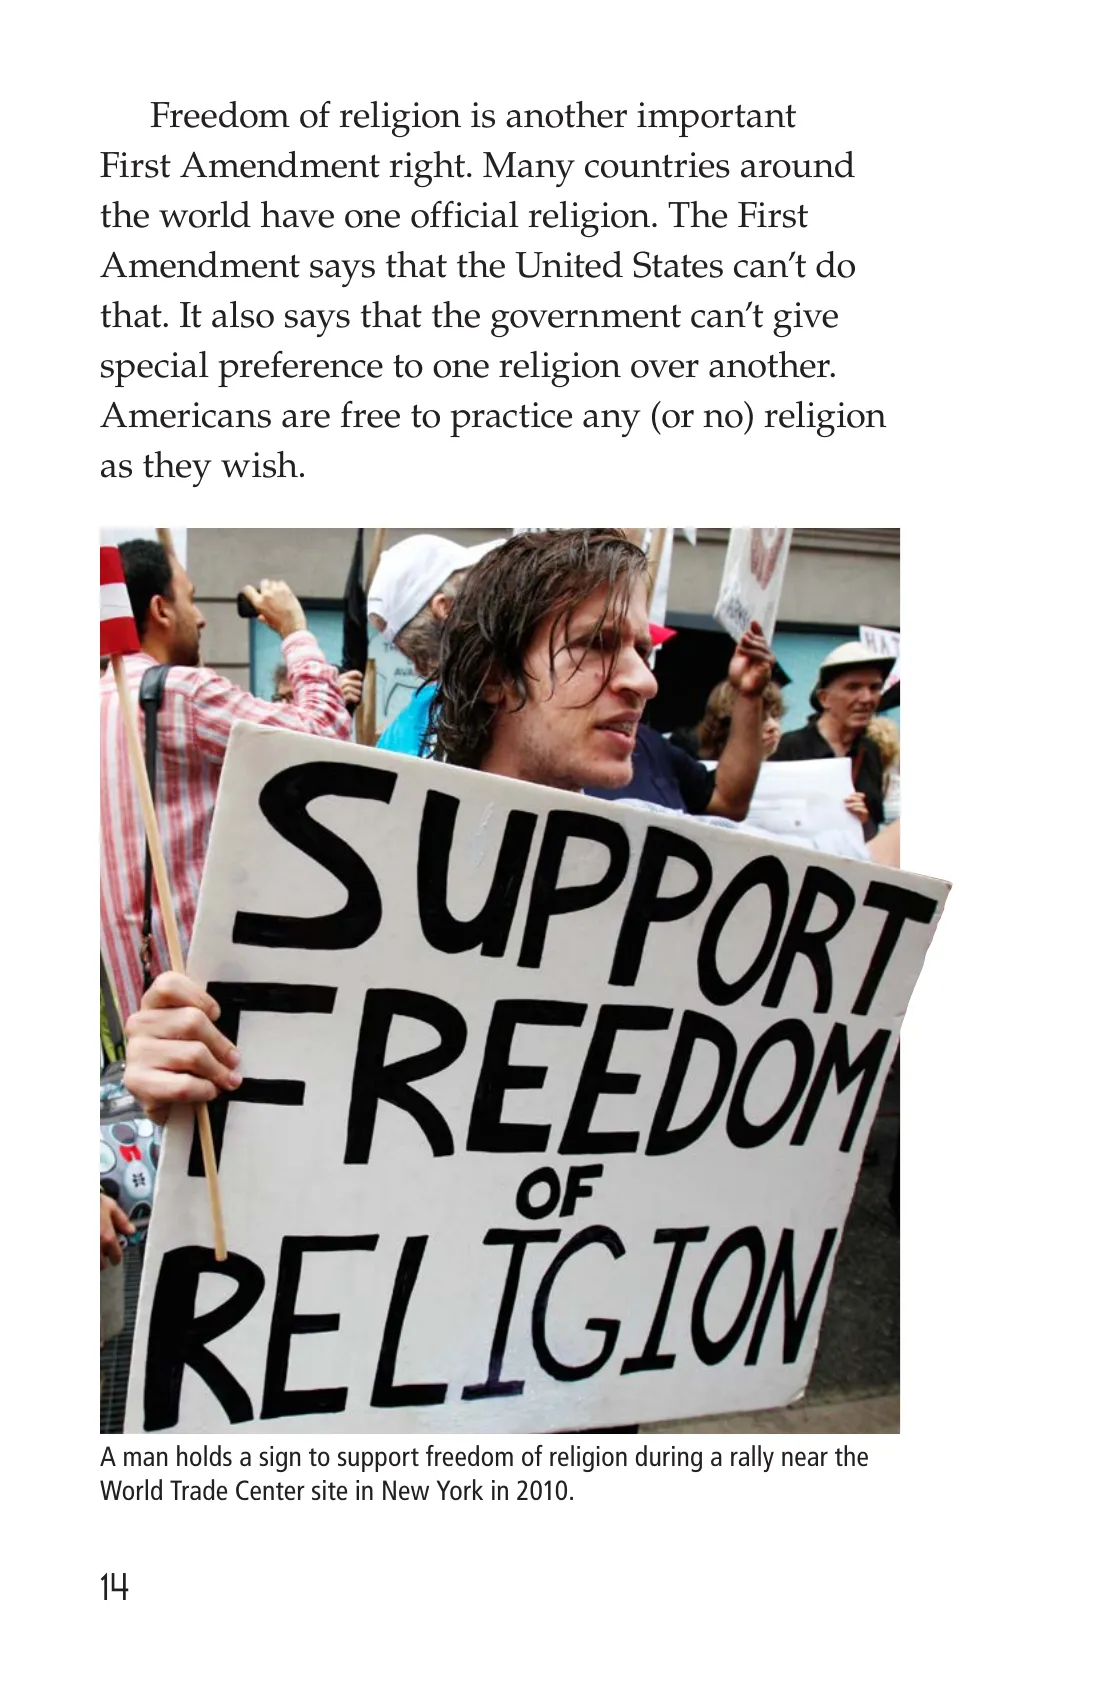 Freedom of religion is another important
First Amendment right. Many countries around
the world have one official religion. The First
Amendment says that the United States can’t do
that. It also says that the government can’t give
special preference to one religion over another.
Americans are free to practice any (or no) religion
as they wish.
SUPPORT
FREEDOM
OF
RELIGION
A man holds a sign to support freedom of religion during a rally near the
World Trade Center site in New York in 2010.
14